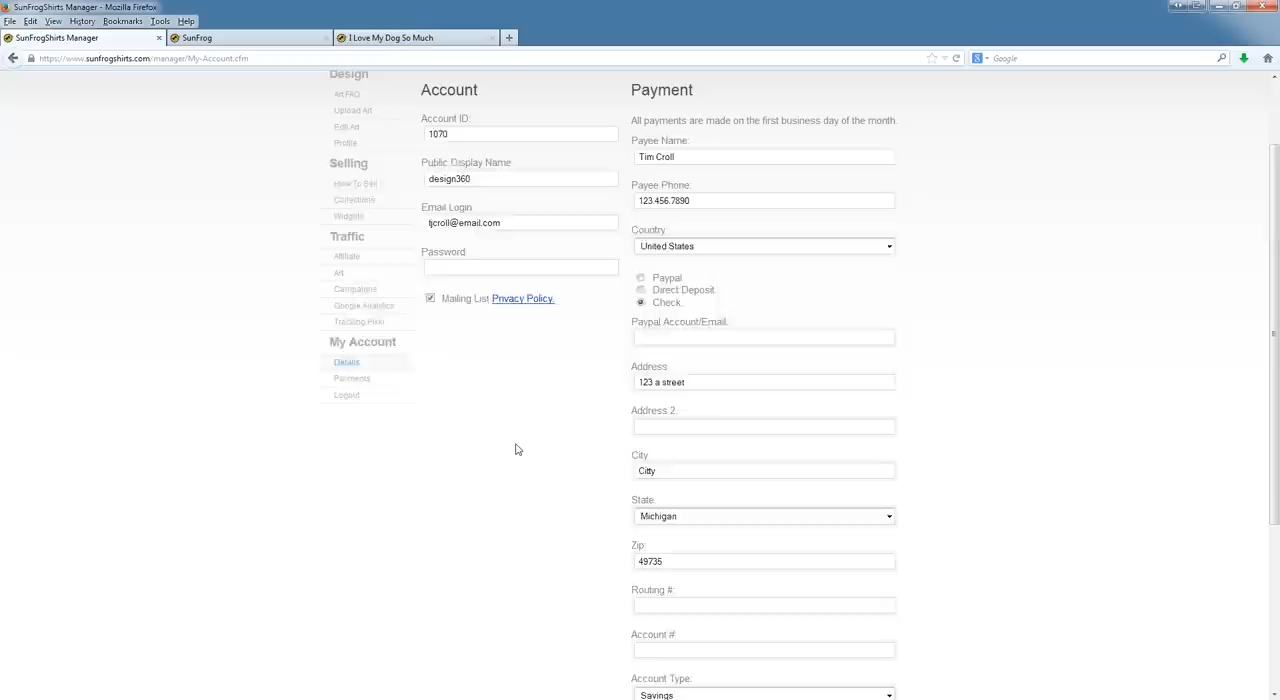 SunFrogShirts Manager - Mozilla Firefox
File Edit View History Bookmarks Tools Help
SunFrogShirts Manager × SunFrog × I Love My Dog So Much × +
https://www.sunfrogshirts.com/manager/My-Account.cfm Google
Design
Art FAQ
Upload Art
Edit Art
Profile
Selling
How To Sell
Collections
Widgets
Traffic
Affiliate
Art
Campaigns
Google Analytics
Tracking Pixel
My Account
Details
Payments
Logout
Account
Account ID:
1070
Public Display Name
design360
Email Login
tjcroll@email.com
Password
Mailing List Privacy Policy.
Payment
All payments are made on the first business day of the month.
Payee Name:
Tim Croll
Payee Phone:
123.456.7890
Country
United States
Paypal
Direct Deposit
Check.
Paypal Account/Email.
Address
123 a street
Address 2.
City
Citty
State.
Michigan
Zip:
49735
Routing #:
Account #
Account Type.
Savings